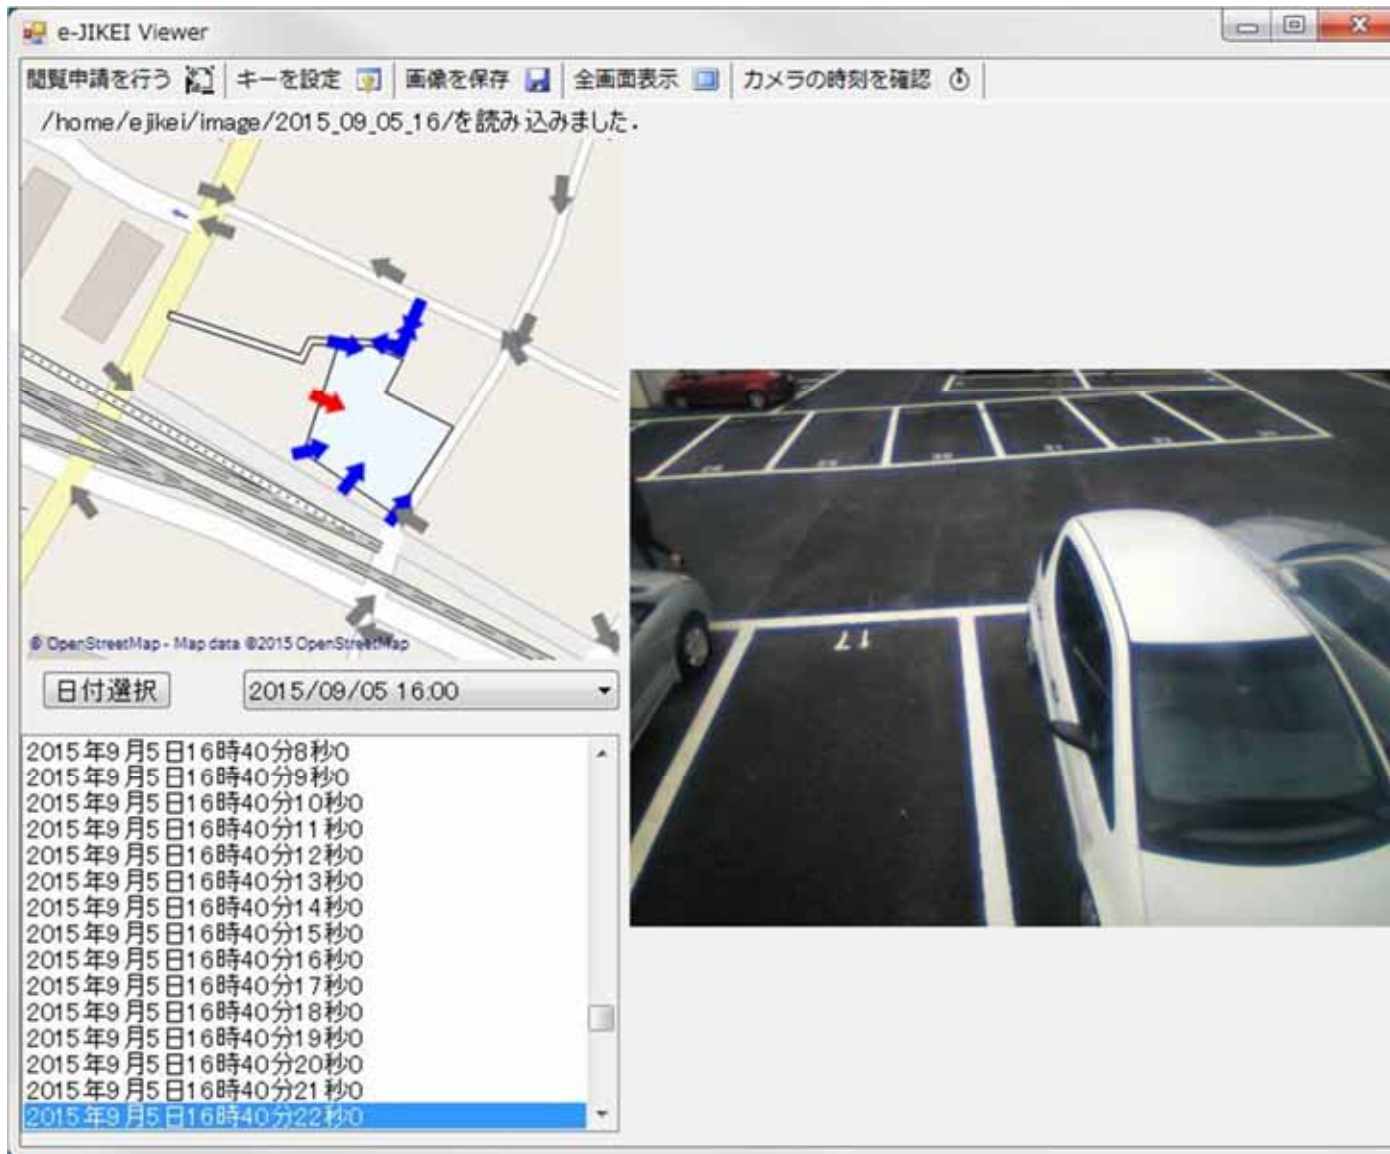 e-JIKEI Viewer
閲覧申請を行う キーを設定 画像を保存 全画面表示 カメラの時刻を確認
/home/ejikei/image/2015_09_05_16/を読み込みました.
© OpenStreetMap - Map data ©2015 OpenStreetMap
日付選択 2015/09/05 16:00
2015年9月5日16時40分8秒0
2015年9月5日16時40分9秒0
2015年9月5日16時40分10秒0
2015年9月5日16時40分11秒0
2015年9月5日16時40分12秒0
2015年9月5日16時40分13秒0
2015年9月5日16時40分14秒0
2015年9月5日16時40分15秒0
2015年9月5日16時40分16秒0
2015年9月5日16時40分17秒0
2015年9月5日16時40分18秒0
2015年9月5日16時40分19秒0
2015年9月5日16時40分20秒0
2015年9月5日16時40分21秒0
2015年9月5日16時40分22秒0
17